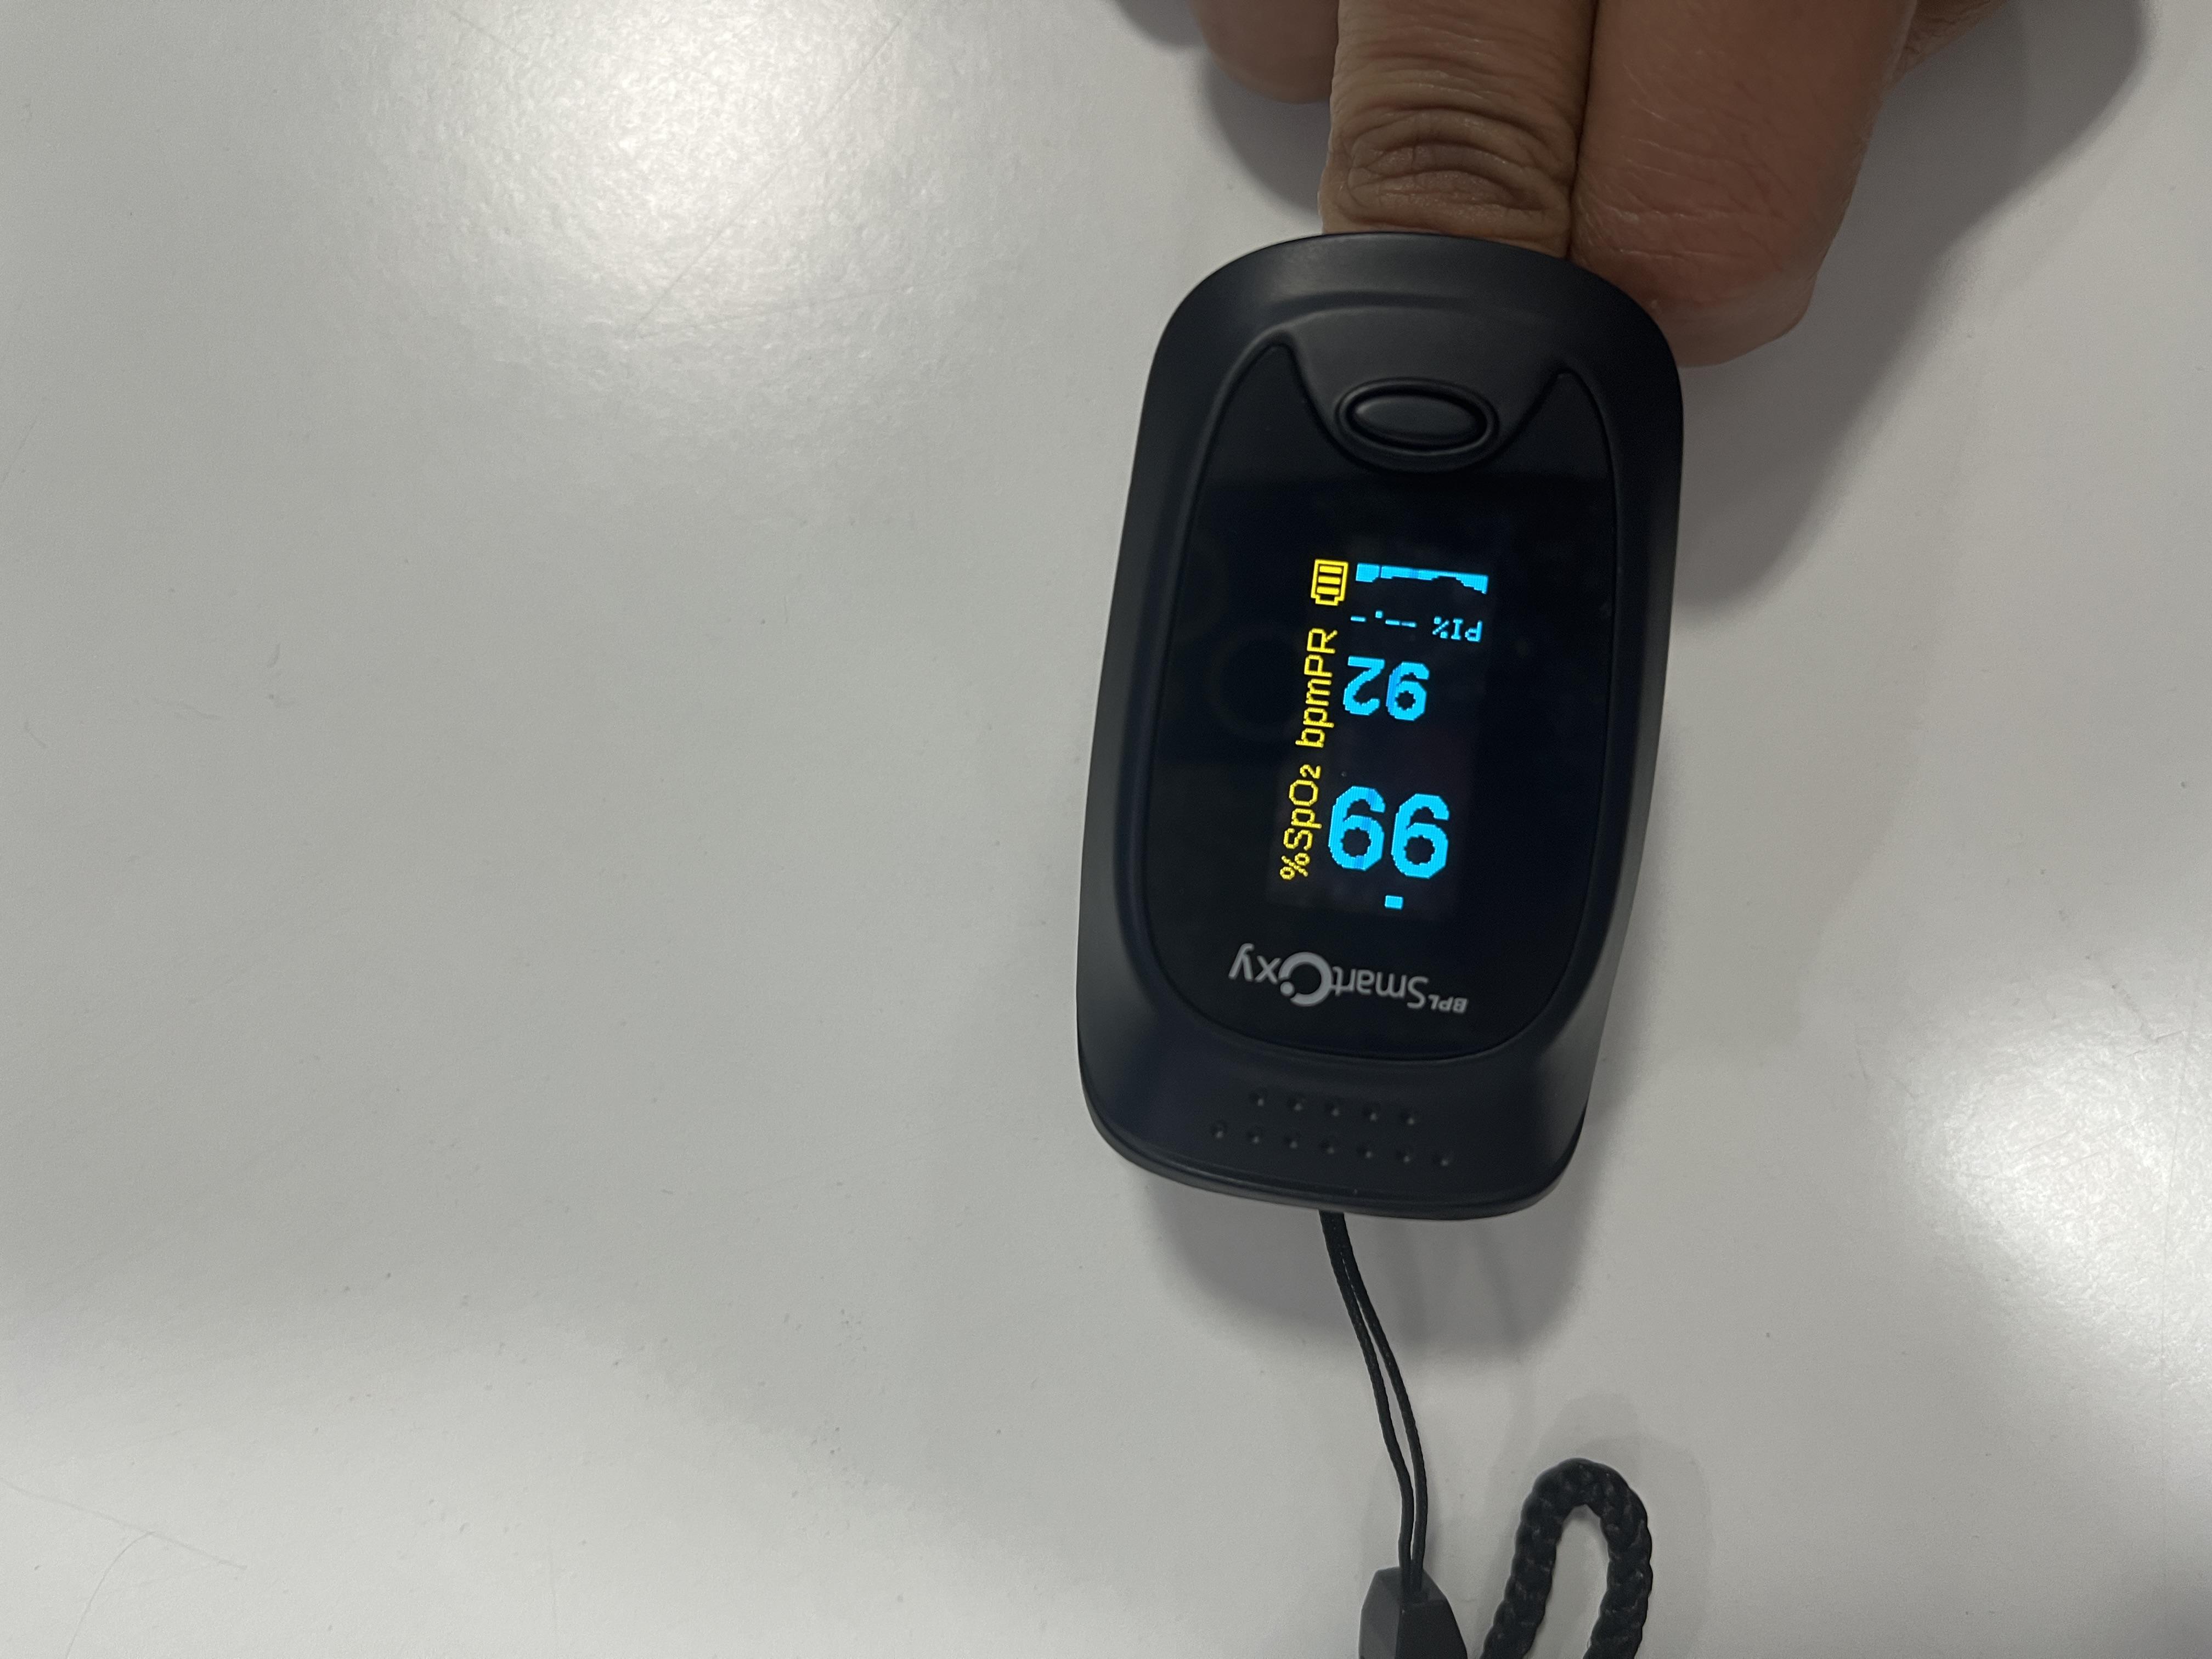 BPL SmartOxy
%SpO₂ bpmPR
99
92
PI% --.-